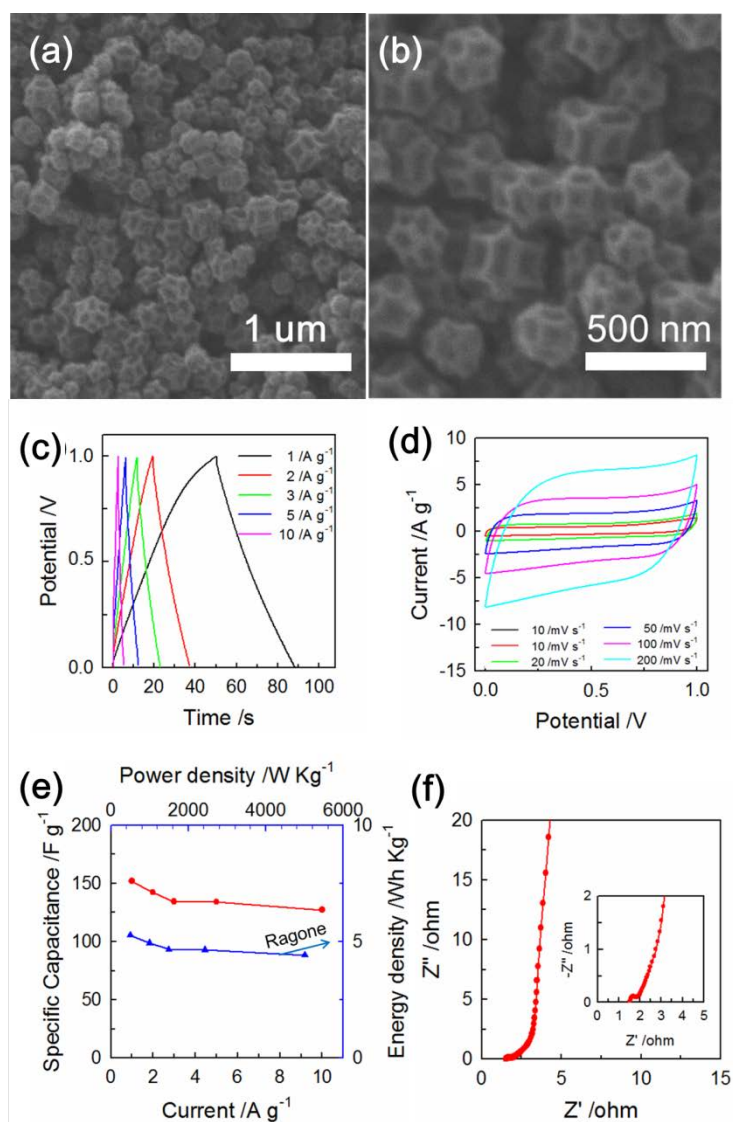 (a)
1 um
(b)
500 nm
(c)
1 /A g-1
2 /A g-1
3 /A g-1
5 /A g-1
10 /A g-1
1.0
0.5
0.0
0 20 40 60 80 100
Potential /V
Time /s
(d)
10
5
0
-5
-10
-15
10 /mV s-1
10 /mV s-1
20 /mV s-1
50 /mV s-1
100 /mV s-1
200 /mV s-1
0.0 0.5 1.0
Current /A g-1
Potential /V
(e)
Power density /W Kg-1
0 2000 4000 6000
200
150
100
50
0
10
5
0
Ragone
0 2 4 6 8 10
Specific Capacitance /F g-1
Energy density /Wh Kg-1
Current /A g-1
(f)
20
15
10
5
0
0 5 10 15
Z" /ohm
Z' /ohm
2
1
0
0 1 2 3 4 5
-Z" /ohm
Z' /ohm